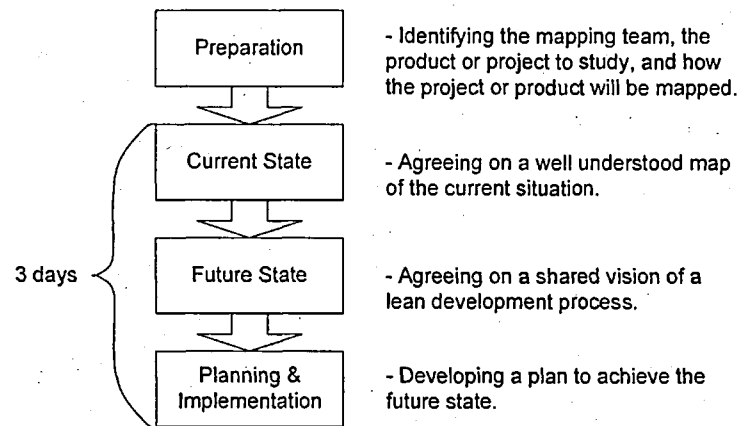 Preparation
- Identifying the mapping team, the
product or project to study, and how
the project or product will be mapped.
Current State
- Agreeing on a well understood map
of the current situation.
3 days
Future State
- Agreeing on a shared vision of a
lean development process.
Planning &
Implementation
- Developing a plan to achieve the
future state.